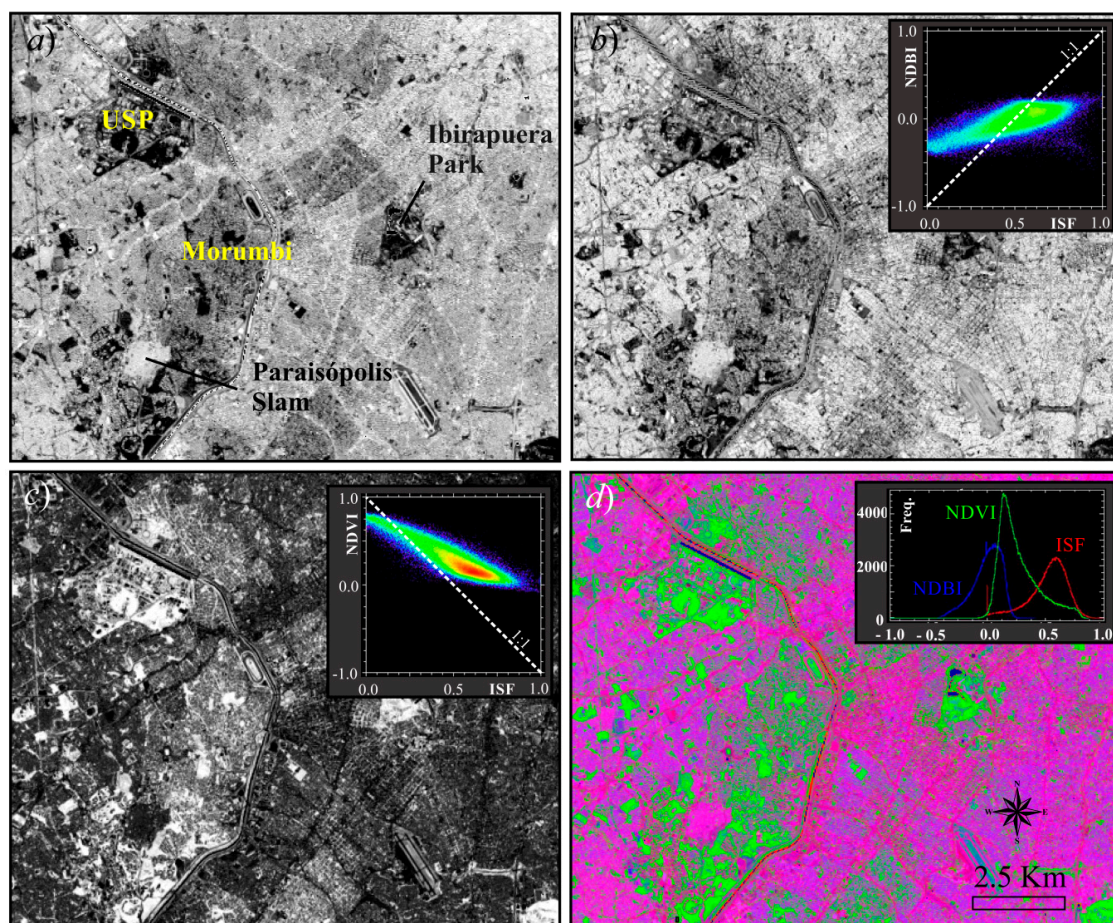 a)
USP
Ibirapuera
Park
Morumbi
Paraisópolis
Slam
b)
NDBI
1.0
0.0
-1.0
1:1
0.0
0.5
ISF
1.0
c)
NDVI
1.0
0.0
-1.0
1:1
0.0
0.5
ISF
1.0
d)
Freq.
4000
2000
0
NDVI
ISF
NDBI
- 1.0
-0.5
0.0
0.5
1.0
N
W
E
S
2.5 Km